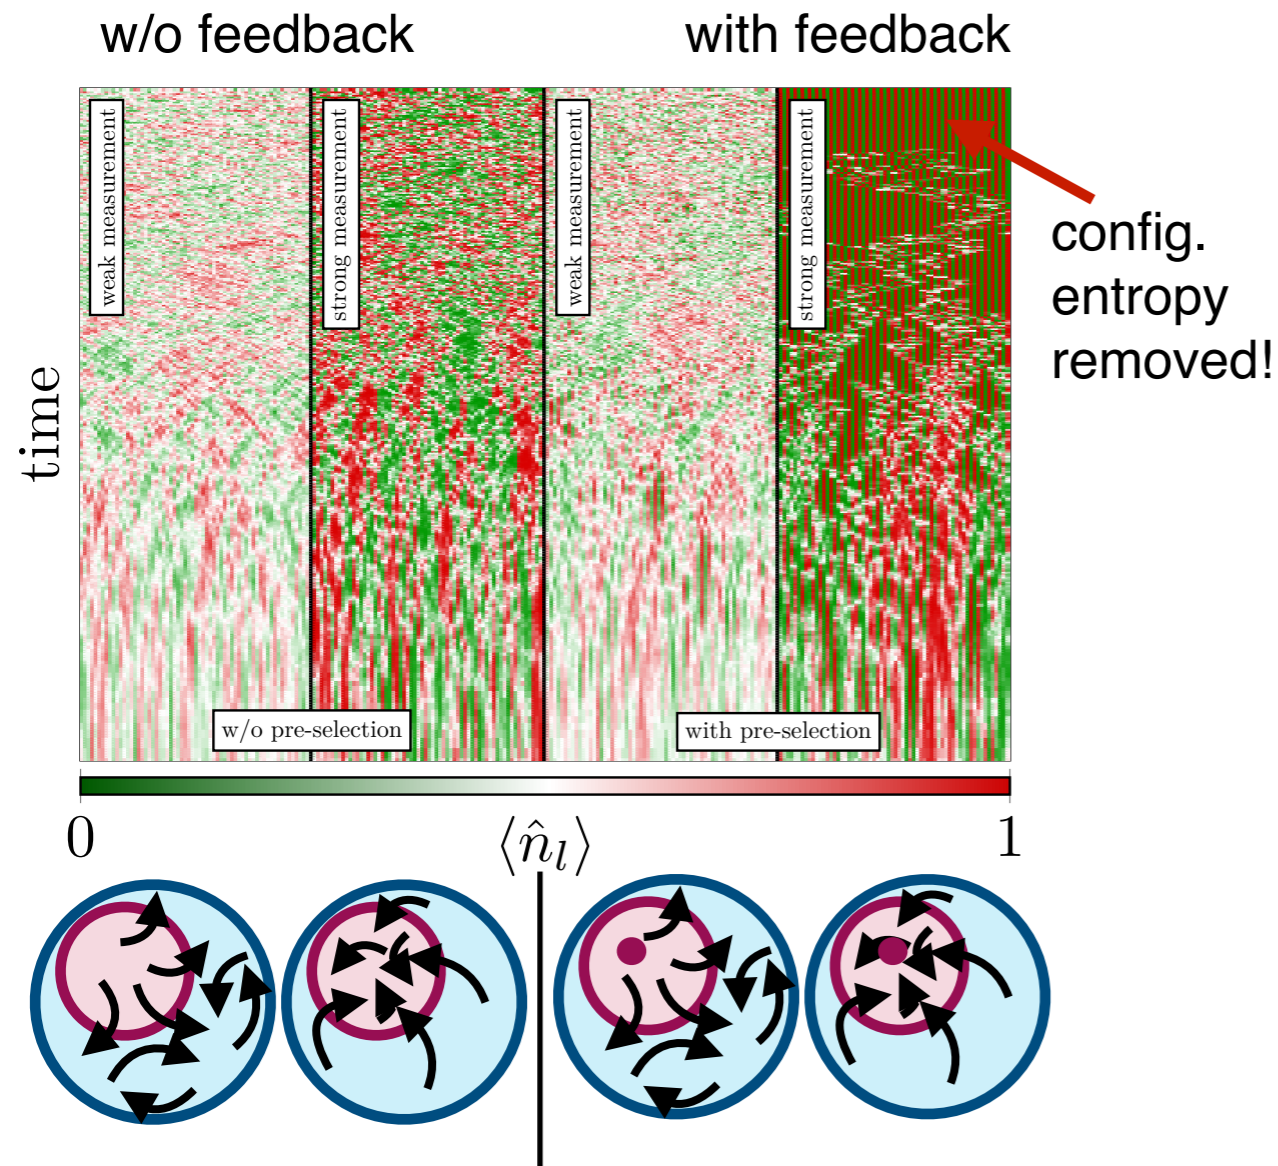 w/o feedback
with feedback
weak measurement
strong measurement
weak measurement
strong measurement
config.
entropy
removed!
time
w/o pre-selection
with pre-selection
0
⟨n̂_l⟩
1